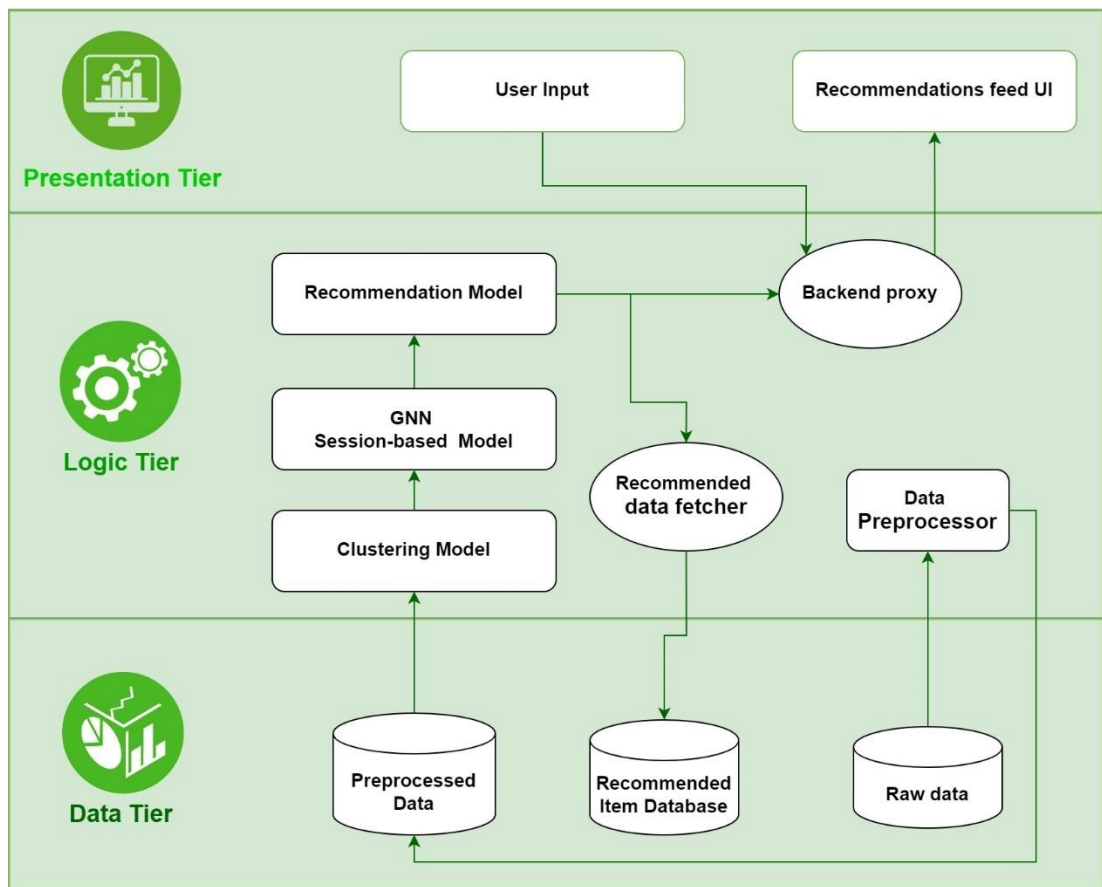 User Input
Recommendations feed UI
Presentation Tier
Recommendation Model
Backend proxy
GNN
Session-based Model
Logic Tier
Recommended
data fetcher
Data
Preprocessor
Clustering Model
Preprocessed
Data
Recommended
Item Database
Raw data
Data Tier